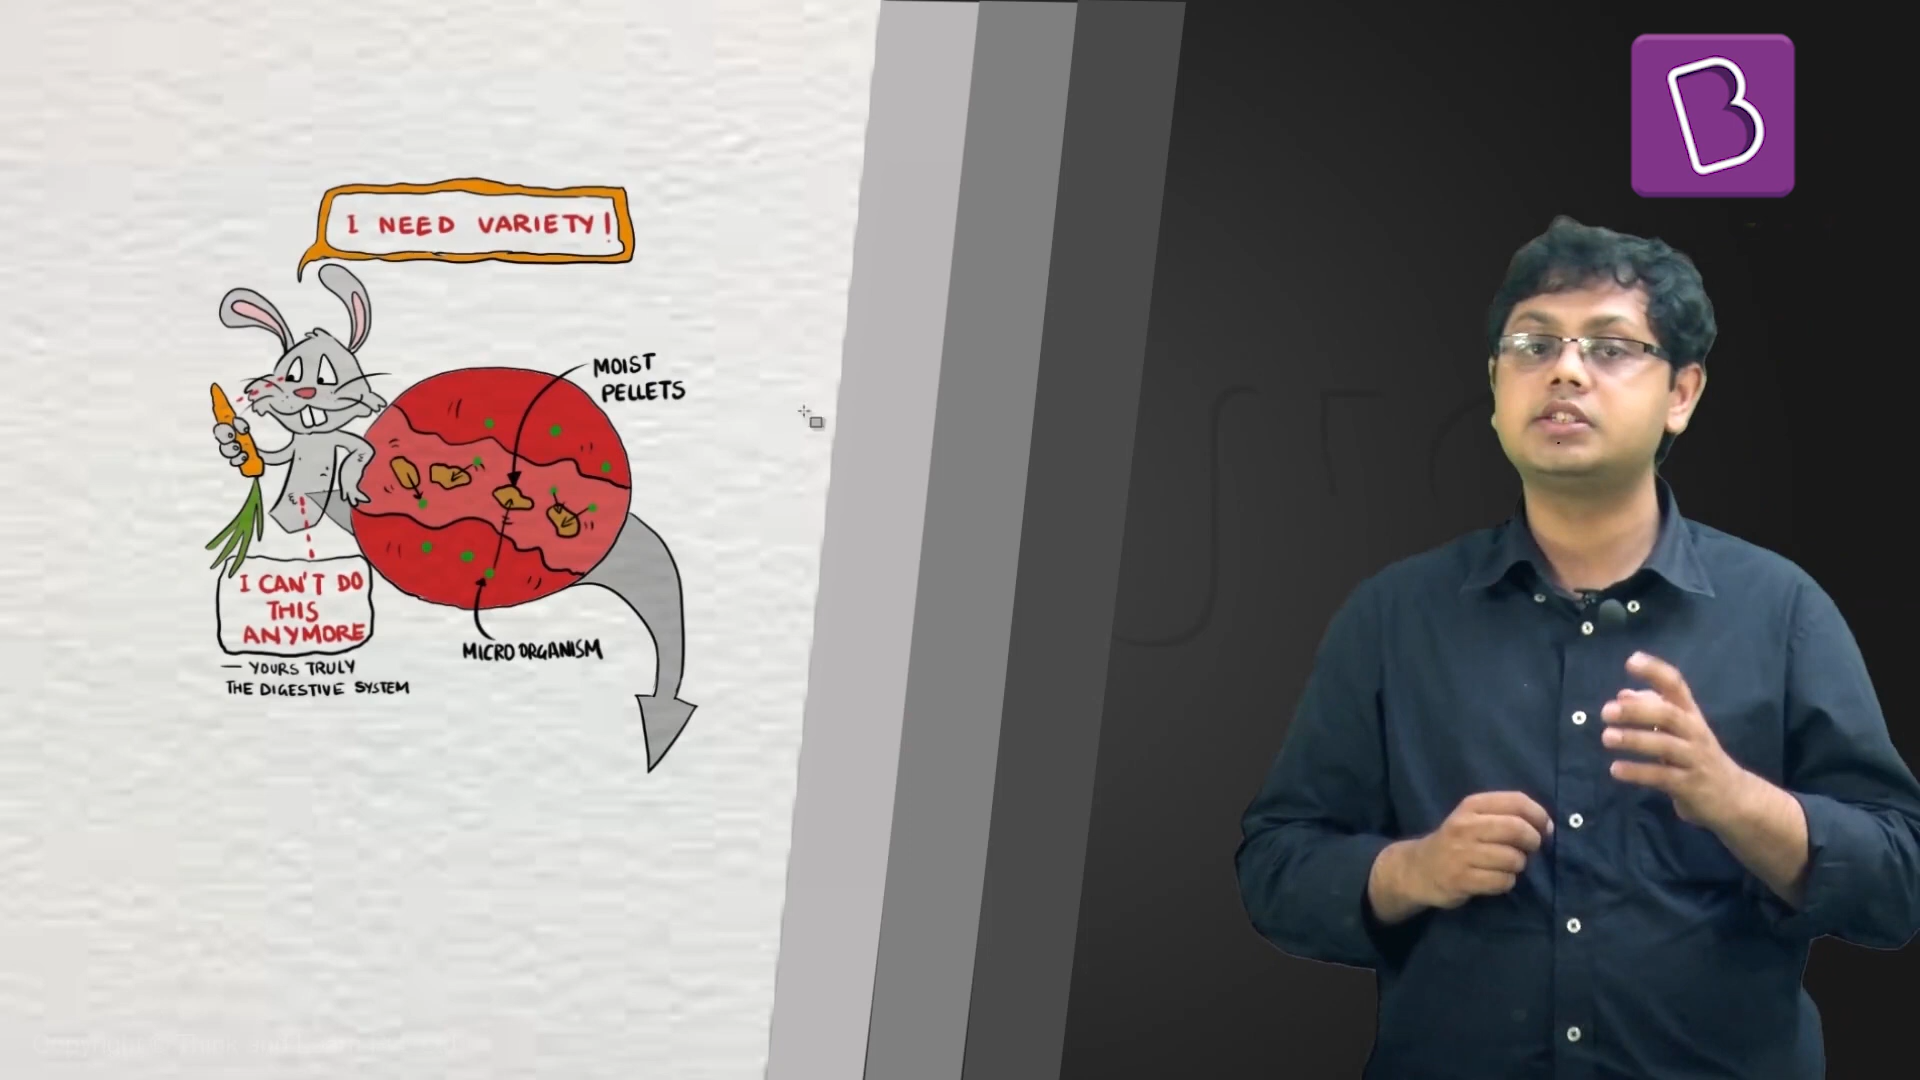 I NEED VARIETY!
MOIST
PELLETS
I CAN'T DO
THIS
ANYMORE
— YOURS TRULY
THE DIGESTIVE SYSTEM
MICRO ORGANISM
B